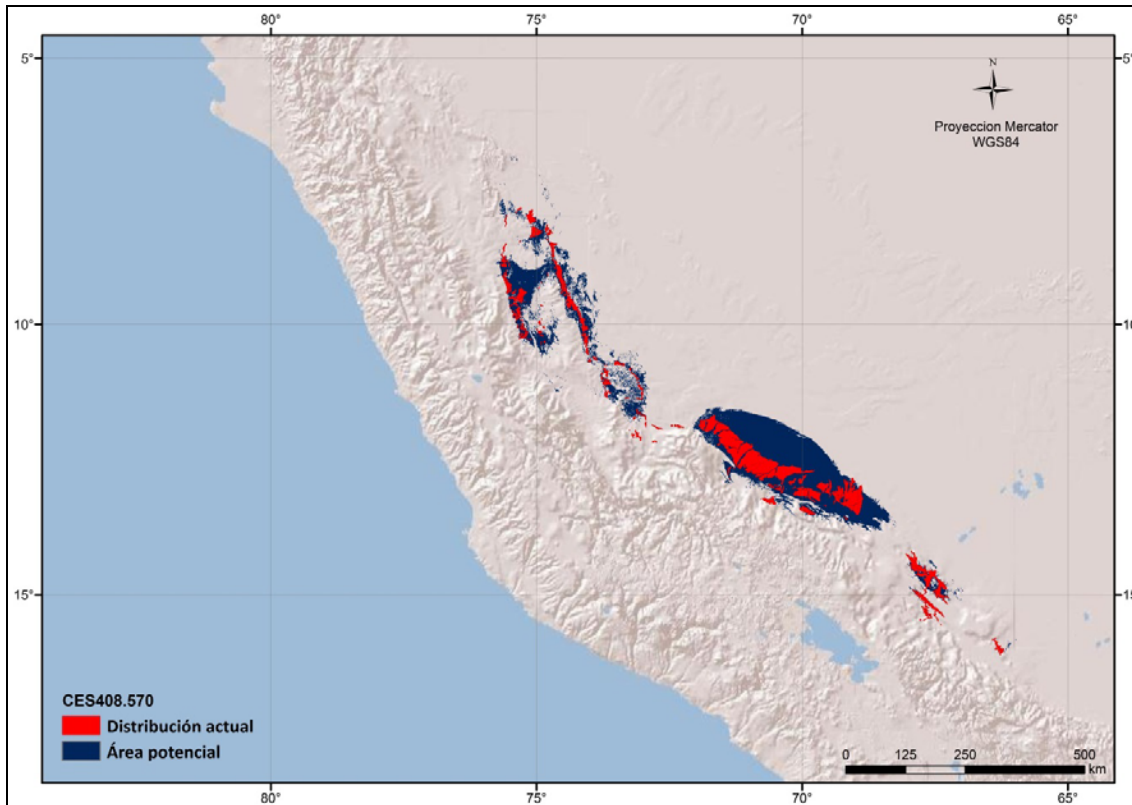 80°
75°
70°
65°
5°
5°
N
Proyeccion Mercator
WGS84
10°
10°
15°
15°
CES408.570
Distribución actual
Área potencial
0
125
250
500
km
80°
75°
70°
65°